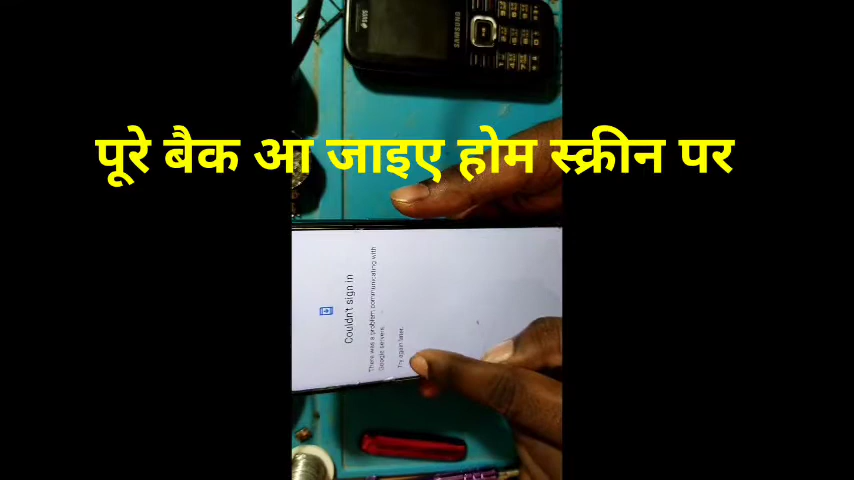 SAMSUNG
पूरे बैक आ जाइए होम स्क्रीन पर
Couldn't sign in
There was a problem communicating with
Google servers.
Try again later.